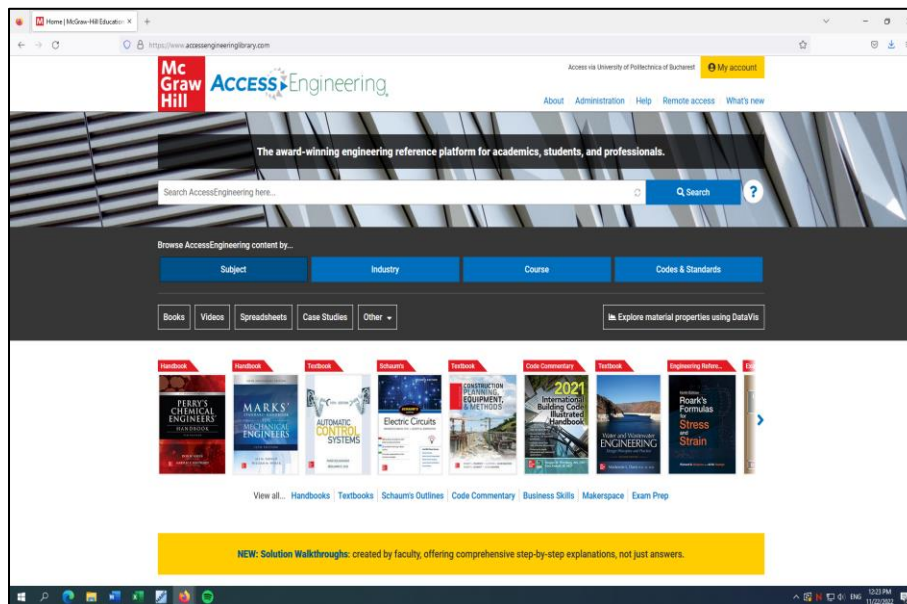 Home | McGraw-Hill Education
https://www.accessengineeringlibrary.com
Mc
Graw
Hill
ACCESS Engineering
Access via University of Politechnica of Bucharest
My account
About Administration Help Remote access What's new
The award-winning engineering reference platform for academics, students, and professionals.
Search AccessEngineering here...
Search
?
Browse AccessEngineering content by...
Subject Industry Course Codes & Standards
Books Videos Spreadsheets Case Studies Other
Explore material properties using DataVis
Handbook Handbook Textbook Schaum's Textbook Code Commentary Textbook Engineering Refere...
PERRY'S
CHEMICAL
ENGINEERS'
HANDBOOK
MARKS'
MECHANICAL
ENGINEERS
AUTOMATIC
CONTROL
SYSTEMS
Electric Circuits
CONSTRUCTION
PLANNING,
EQUIPMENT,
& METHODS
2021
International
Building Code
Illustrated
Handbook
Water and Wastewater
ENGINEERING
Roark's
Formulas
for
Stress
and
Strain
View all... Handbooks Textbooks Schaum's Outlines Code Commentary Business Skills Makerspace Exam Prep
NEW: Solution Walkthroughs: created by faculty, offering comprehensive step-by-step explanations, not just answers.
ENG
12:23 PM
11/22/2022